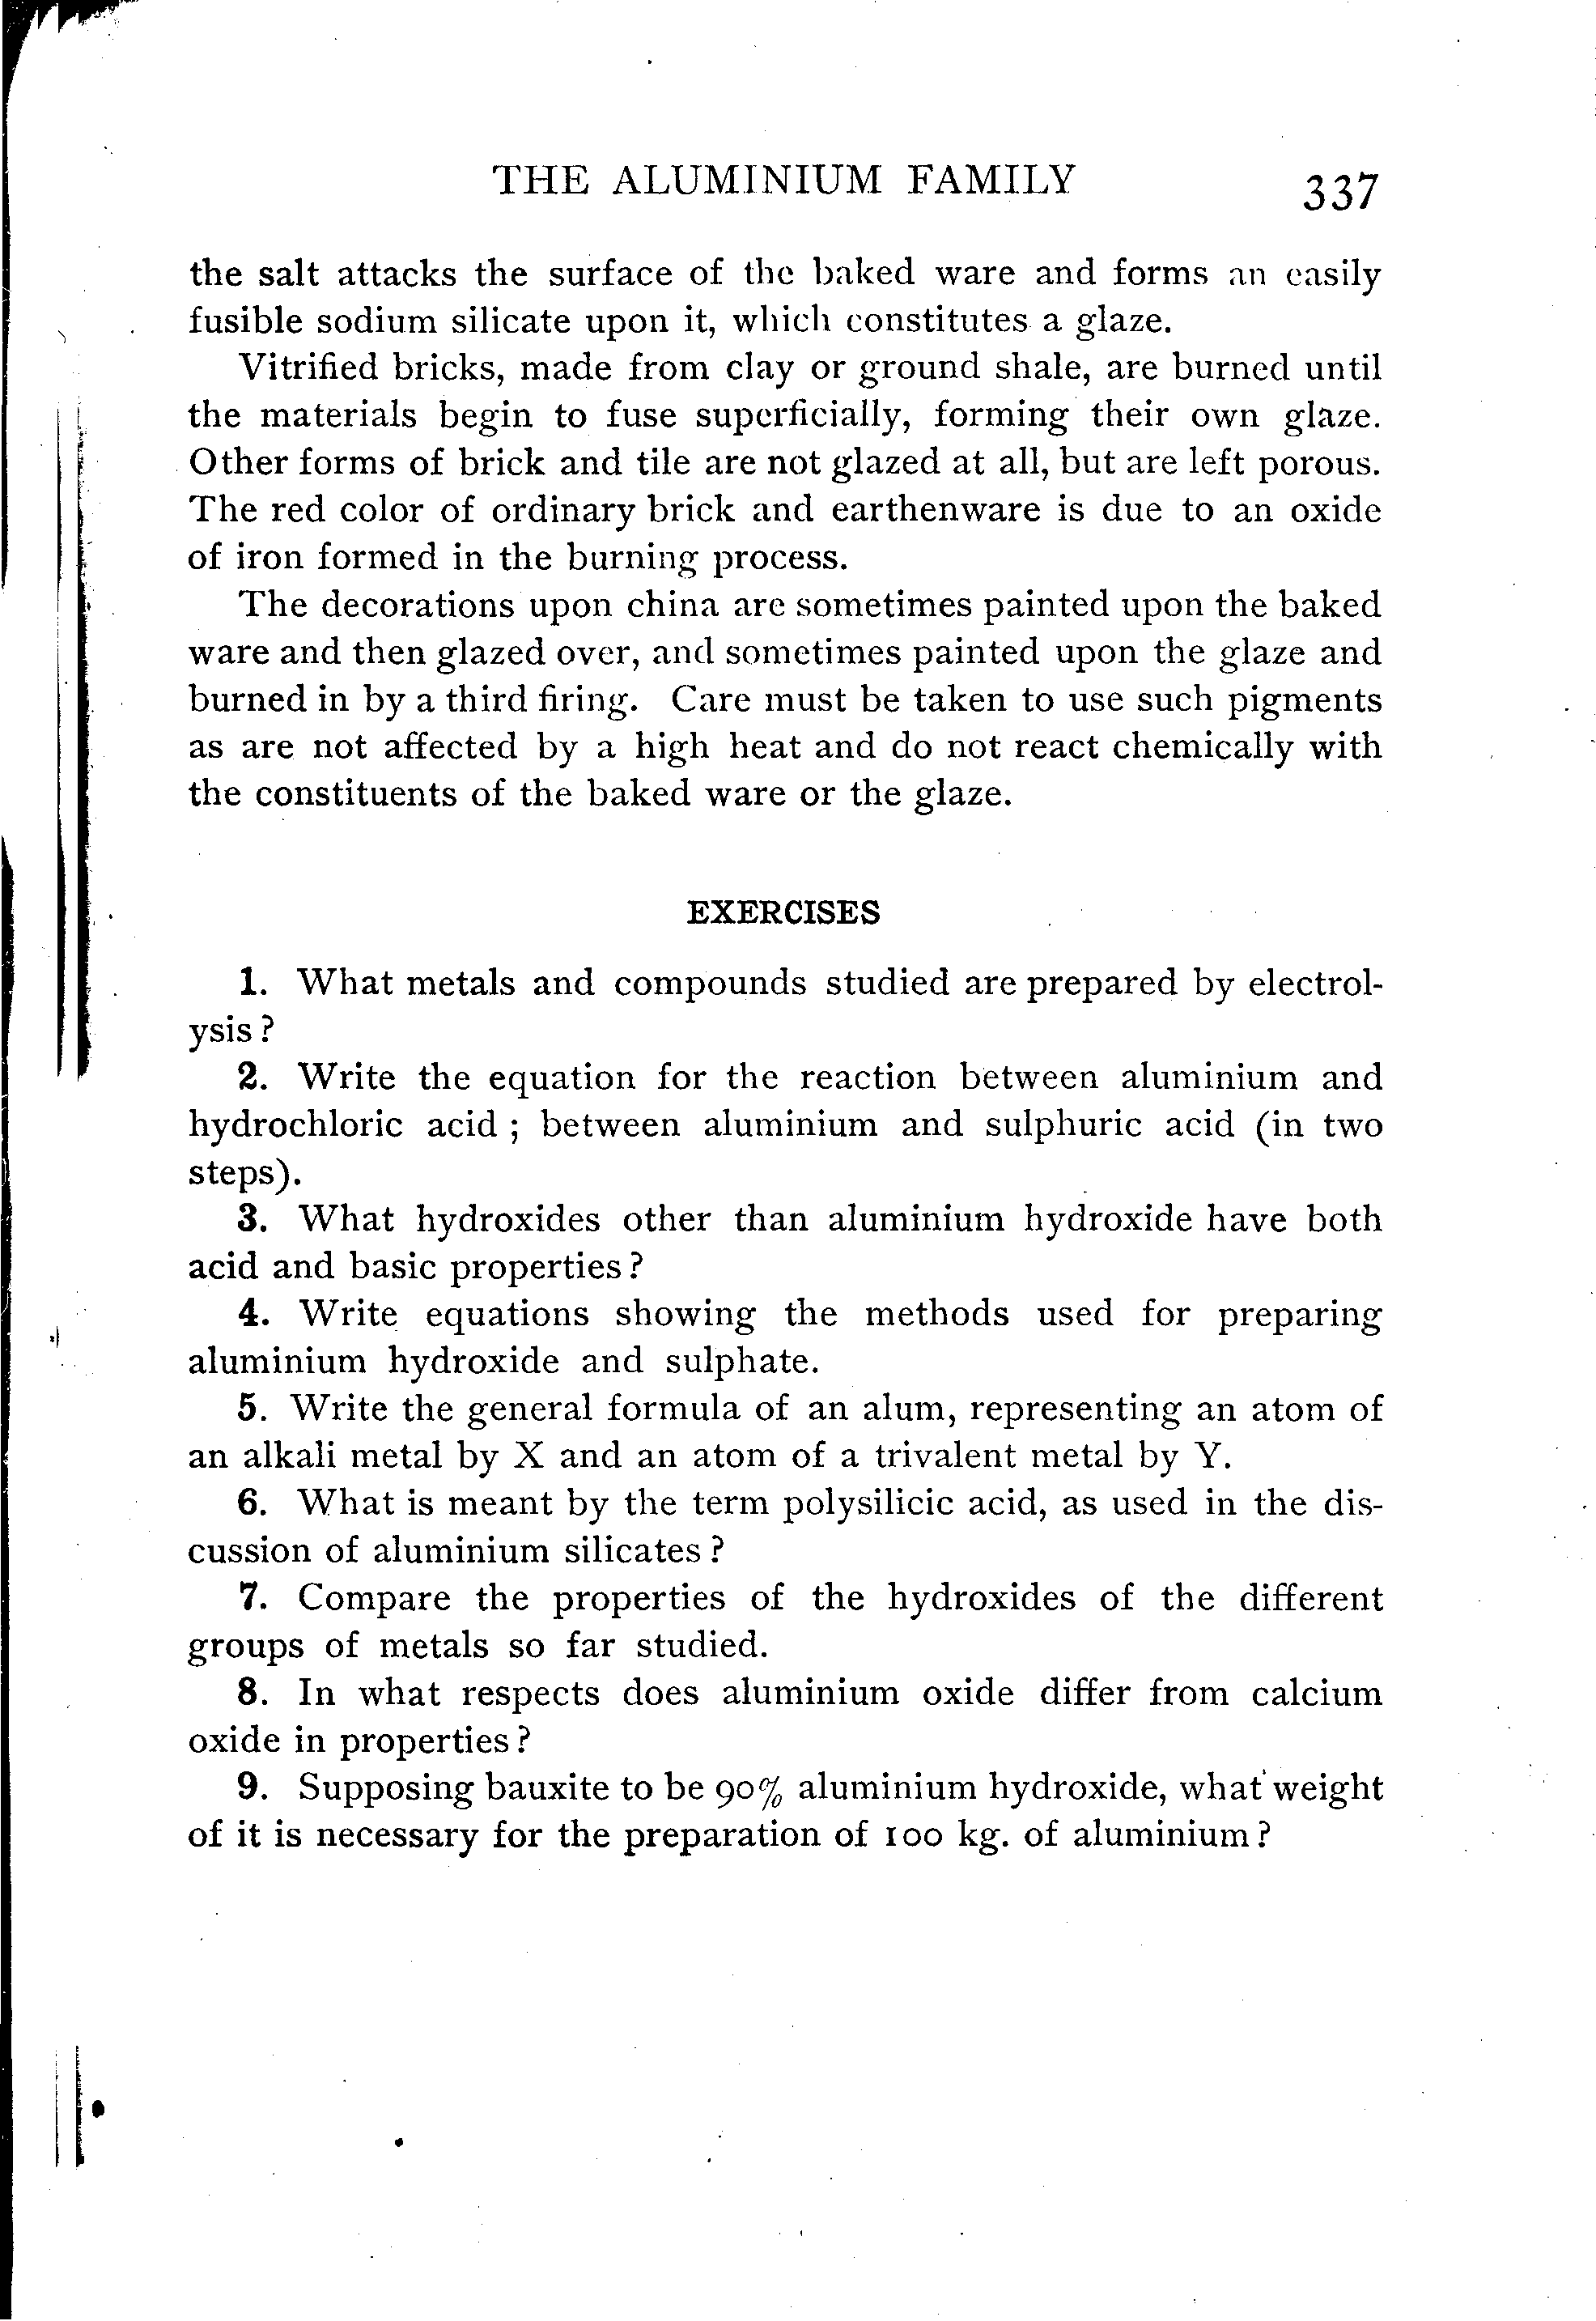 THE ALUMINIUM FAMILY 337
the salt attacks the surface of the baked ware and forms an easily
fusible sodium silicate upon it, which constitutes a glaze.
Vitrified bricks, made from clay or ground shale, are burned until
the materials begin to fuse superficially, forming their own glaze.
Other forms of brick and tile are not glazed at all, but are left porous.
The red color of ordinary brick and earthenware is due to an oxide
of iron formed in the burning process.
The decorations upon china are sometimes painted upon the baked
ware and then glazed over, and sometimes painted upon the glaze and
burned in by a third firing. Care must be taken to use such pigments
as are not affected by a high heat and do not react chemically with
the constituents of the baked ware or the glaze.
EXERCISES
1. What metals and compounds studied are prepared by electrol-
ysis?
2. Write the equation for the reaction between aluminium and
hydrochloric acid; between aluminium and sulphuric acid (in two
steps).
3. What hydroxides other than aluminium hydroxide have both
acid and basic properties?
4. Write equations showing the methods used for preparing
aluminium hydroxide and sulphate.
5. Write the general formula of an alum, representing an atom of
an alkali metal by X and an atom of a trivalent metal by Y.
6. What is meant by the term polysilicic acid, as used in the dis-
cussion of aluminium silicates?
7. Compare the properties of the hydroxides of the different
groups of metals so far studied.
8. In what respects does aluminium oxide differ from calcium
oxide in properties?
9. Supposing bauxite to be 90% aluminium hydroxide, what weight
of it is necessary for the preparation of 100 kg. of aluminium?